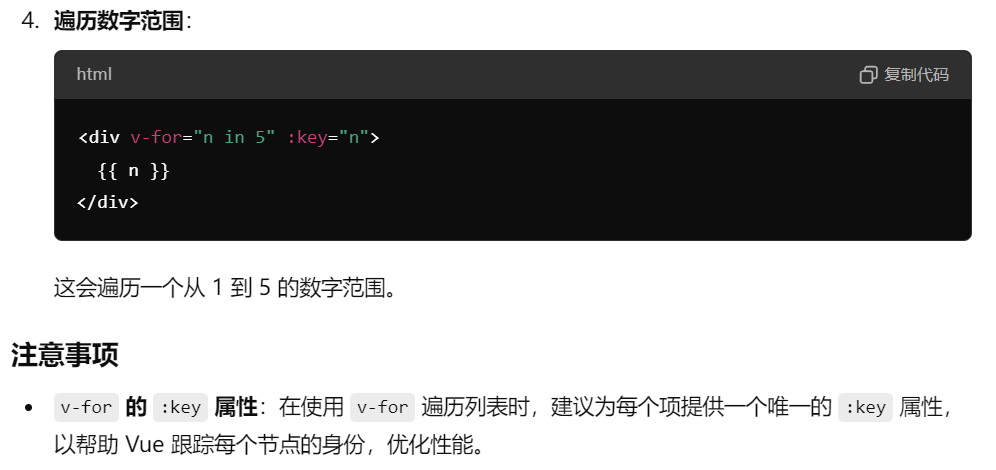 4. 遍历数字范围：
html 复制代码
<div v-for="n in 5" :key="n">
  {{ n }}
</div>
这会遍历一个从 1 到 5 的数字范围。
注意事项
• v-for 的 :key 属性：在使用 v-for 遍历列表时，建议为每个项提供一个唯一的 :key 属性，
以帮助 Vue 跟踪每个节点的身份，优化性能。